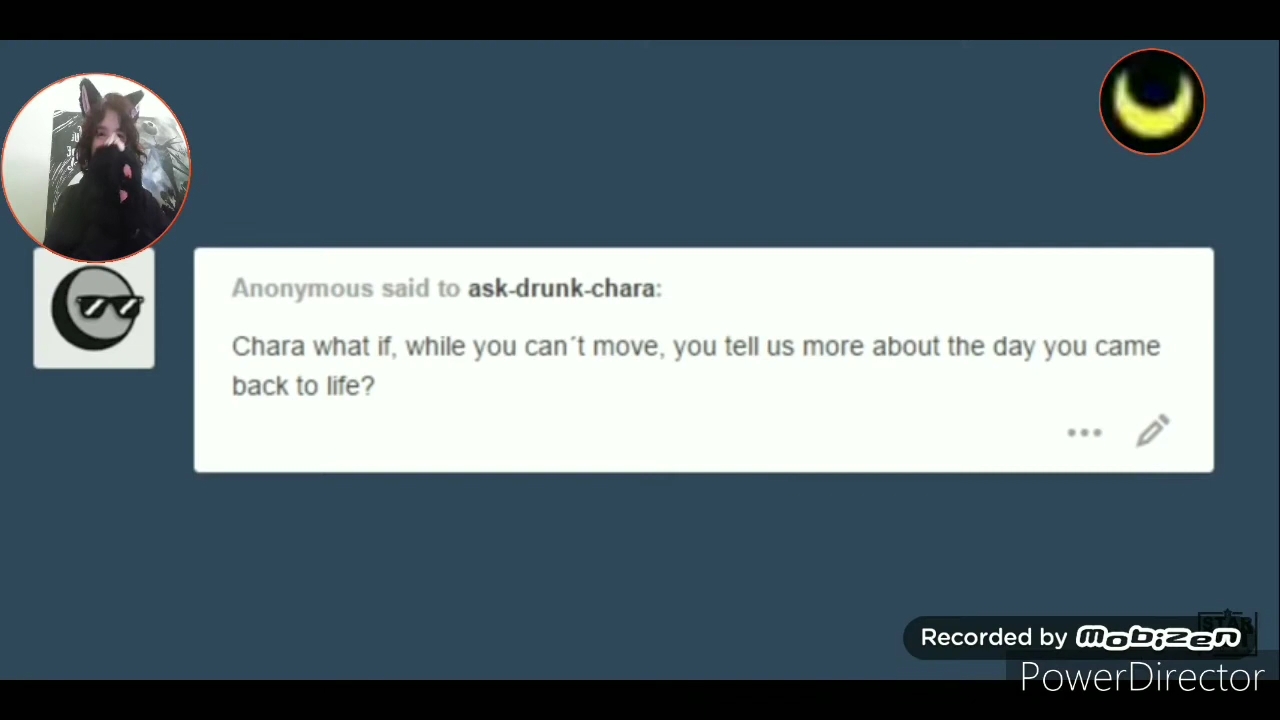 Anonymous said to ask-drunk-chara:
Chara what if, while you can´t move, you tell us more about the day you came
back to life?
Recorded by Mobizen
PowerDirector